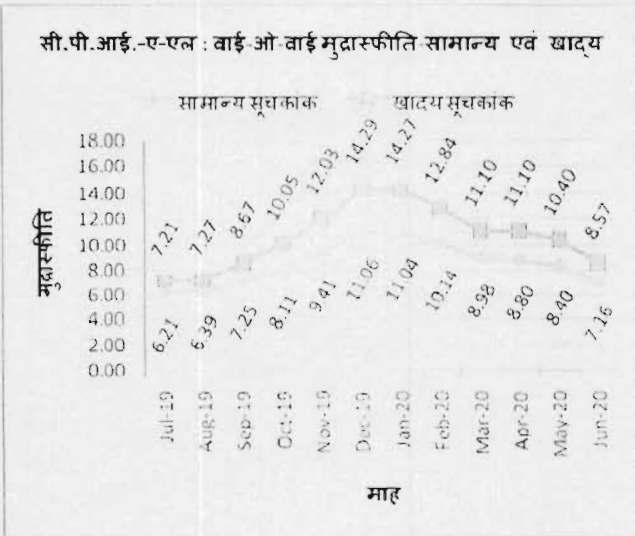 सी.पी.आई.-ए-एल : वाई ओ वाई मुद्रास्फीति सामान्य एवं खाद्य
सामान्य सूचकांक खाद्य सूचकांक
मुद्रास्फीति
18.00
16.00
14.00
12.00
10.00
8.00
6.00
4.00
2.00
0.00
7.21 7.27 8.67 10.05 12.03 14.29 14.27 12.84 11.10 11.10 10.40 8.57
6.21 6.39 7.25 8.11 9.41 11.06 11.04 10.14 8.98 8.80 8.40 7.16
Jul-19 Aug-19 Sep-19 Oct-19 Nov-19 Dec-19 Jan-20 Feb-20 Mar-20 Apr-20 May-20 Jun-20
माह